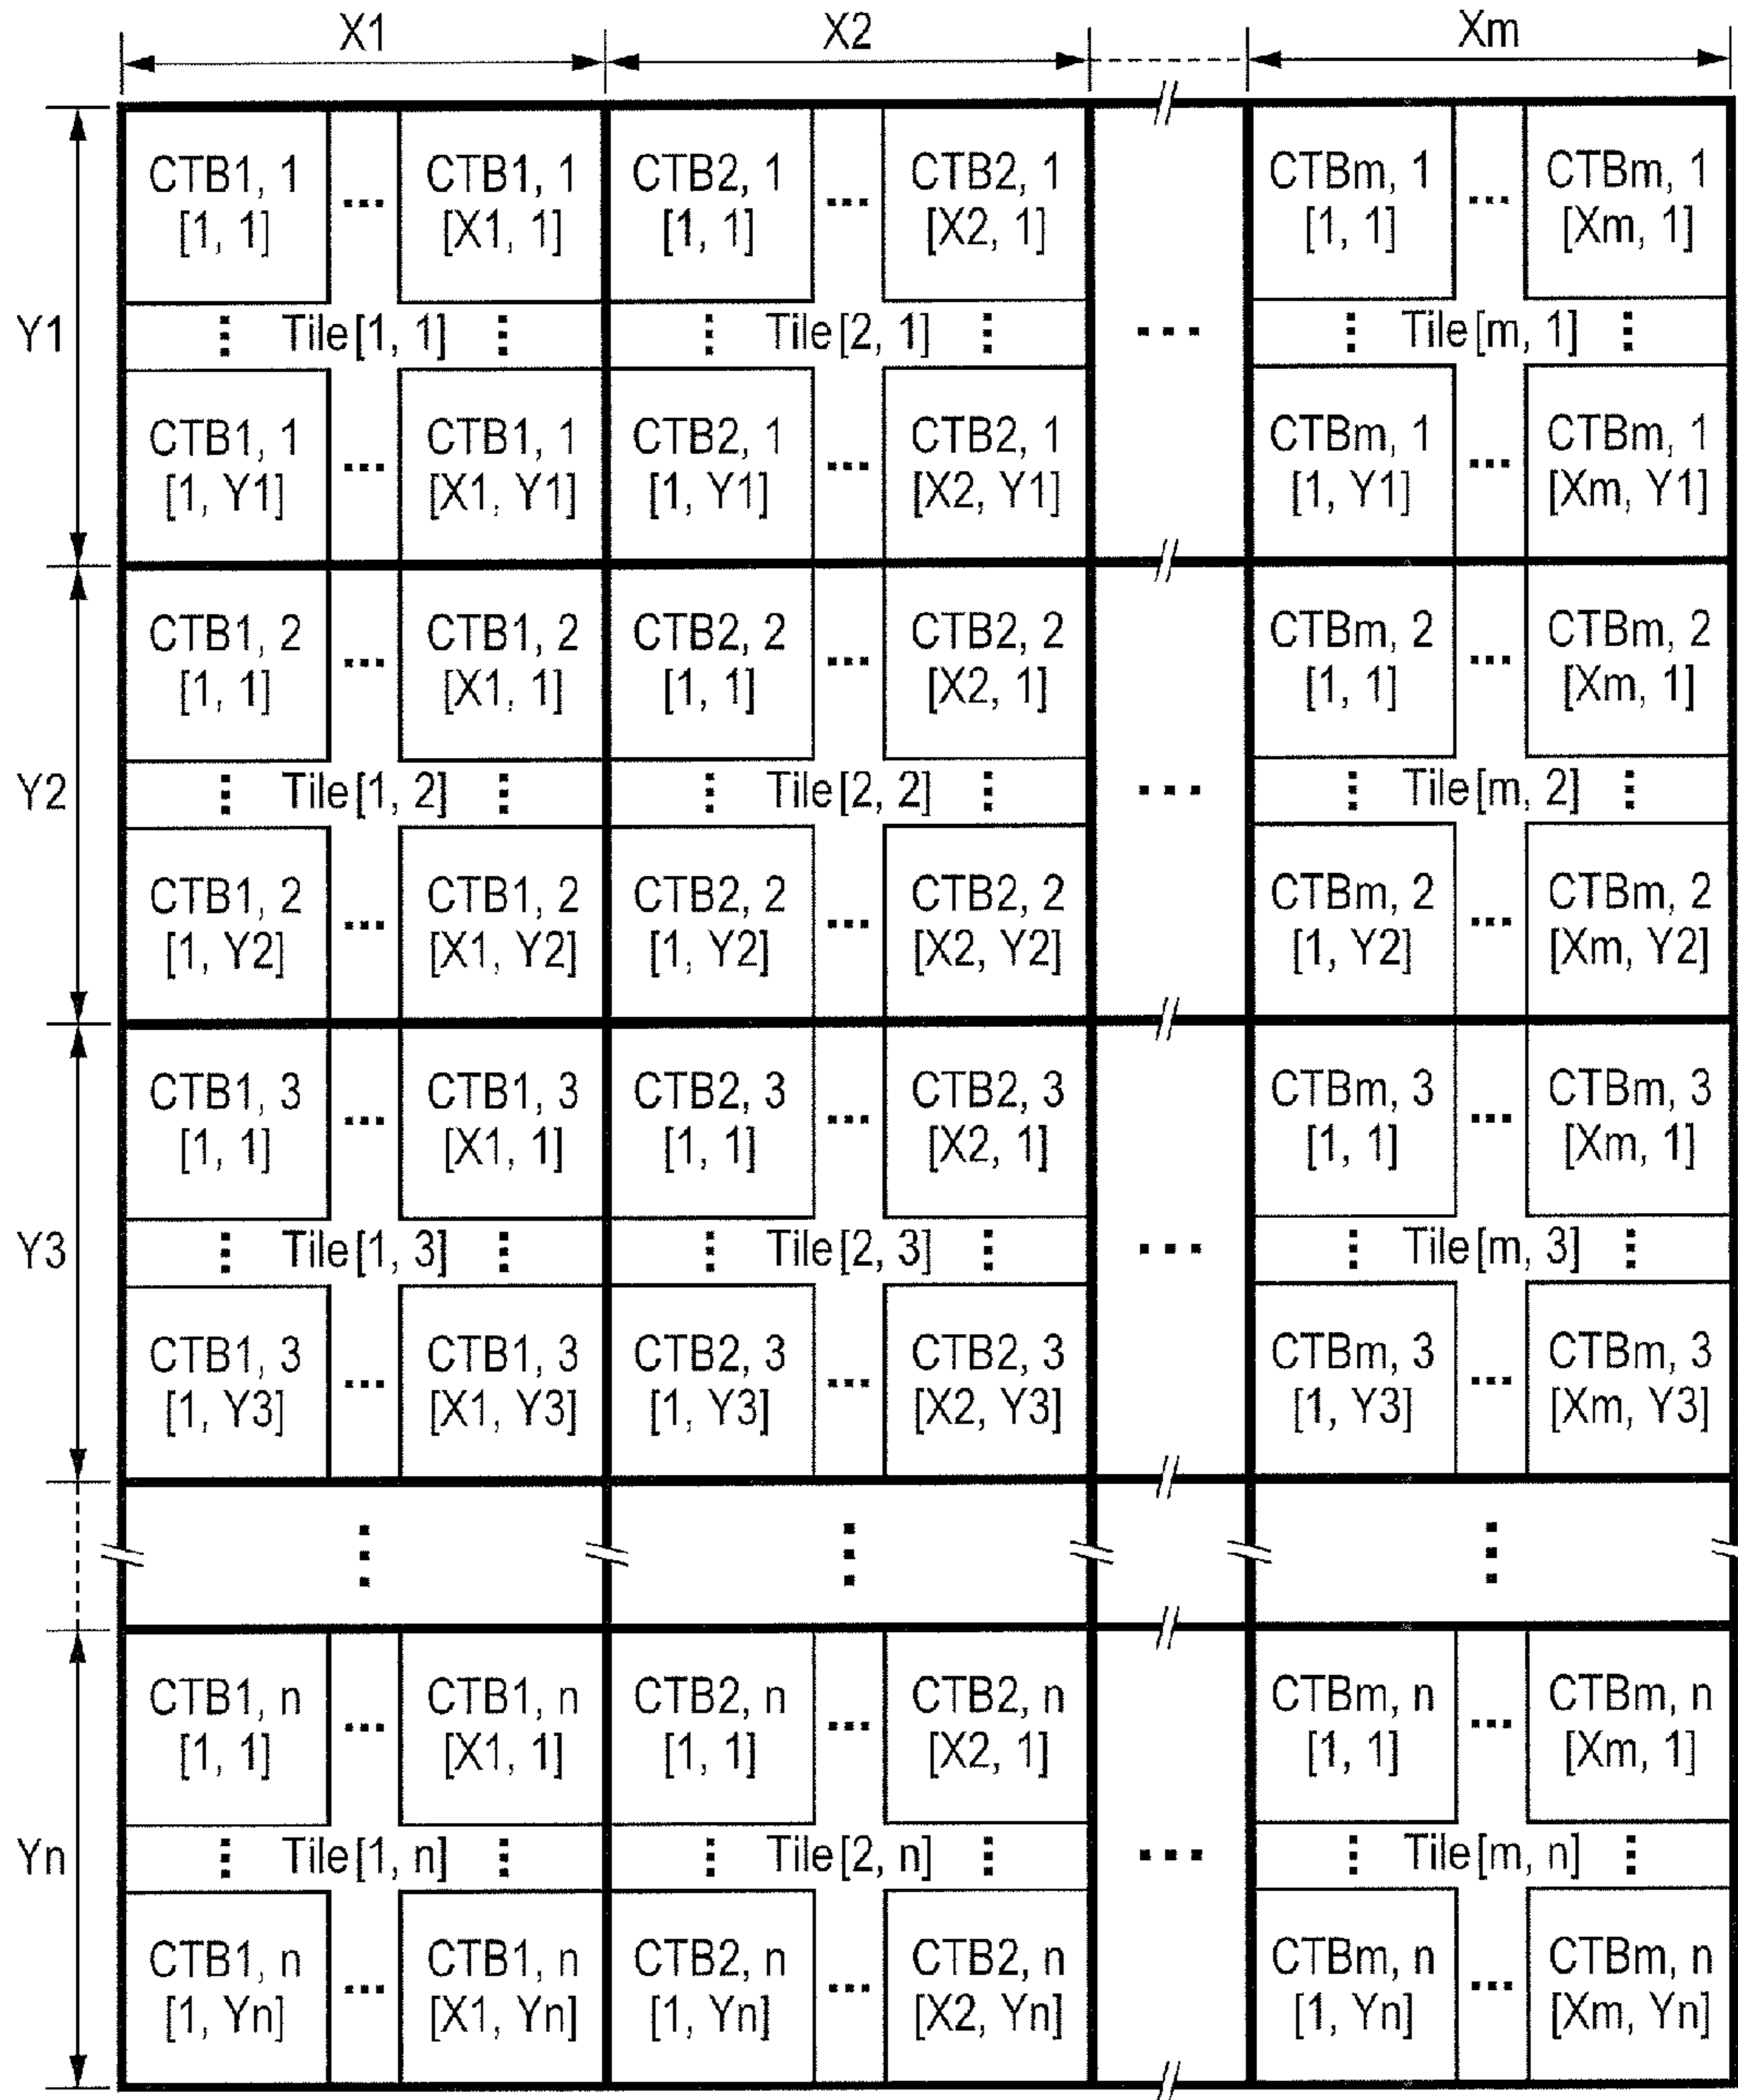 X1 X2 Xm
CTB1, 1 CTB1, 1 CTB2, 1 CTB2, 1 CTBm, 1 CTBm, 1
[1, 1] ... [X1, 1] [1, 1] ... [X2, 1] [1, 1] ... [Xm, 1]
Y1 Tile[1, 1] Tile[2, 1] ... Tile[m, 1]
CTB1, 1 CTB1, 1 CTB2, 1 CTB2, 1 CTBm, 1 CTBm, 1
[1, Y1] ... [X1, Y1] [1, Y1] ... [X2, Y1] [1, Y1] ... [Xm, Y1]
CTB1, 2 CTB1, 2 CTB2, 2 CTB2, 2 CTBm, 2 CTBm, 2
[1, 1] ... [X1, 1] [1, 1] ... [X2, 1] [1, 1] ... [Xm, 1]
Y2 Tile[1, 2] Tile[2, 2] ... Tile[m, 2]
CTB1, 2 CTB1, 2 CTB2, 2 CTB2, 2 CTBm, 2 CTBm, 2
[1, Y2] ... [X1, Y2] [1, Y2] ... [X2, Y2] [1, Y2] ... [Xm, Y2]
CTB1, 3 CTB1, 3 CTB2, 3 CTB2, 3 CTBm, 3 CTBm, 3
[1, 1] ... [X1, 1] [1, 1] ... [X2, 1] [1, 1] ... [Xm, 1]
Y3 Tile[1, 3] Tile[2, 3] ... Tile[m, 3]
CTB1, 3 CTB1, 3 CTB2, 3 CTB2, 3 CTBm, 3 CTBm, 3
[1, Y3] ... [X1, Y3] [1, Y3] ... [X2, Y3] [1, Y3] ... [Xm, Y3]
CTB1, n CTB1, n CTB2, n CTB2, n CTBm, n CTBm, n
[1, 1] ... [X1, 1] [1, 1] ... [X2, 1] [1, 1] ... [Xm, 1]
Yn Tile[1, n] Tile[2, n] ... Tile[m, n]
CTB1, n CTB1, n CTB2, n CTB2, n CTBm, n CTBm, n
[1, Yn] ... [X1, Yn] [1, Yn] ... [X2, Yn] [1, Yn] ... [Xm, Yn]